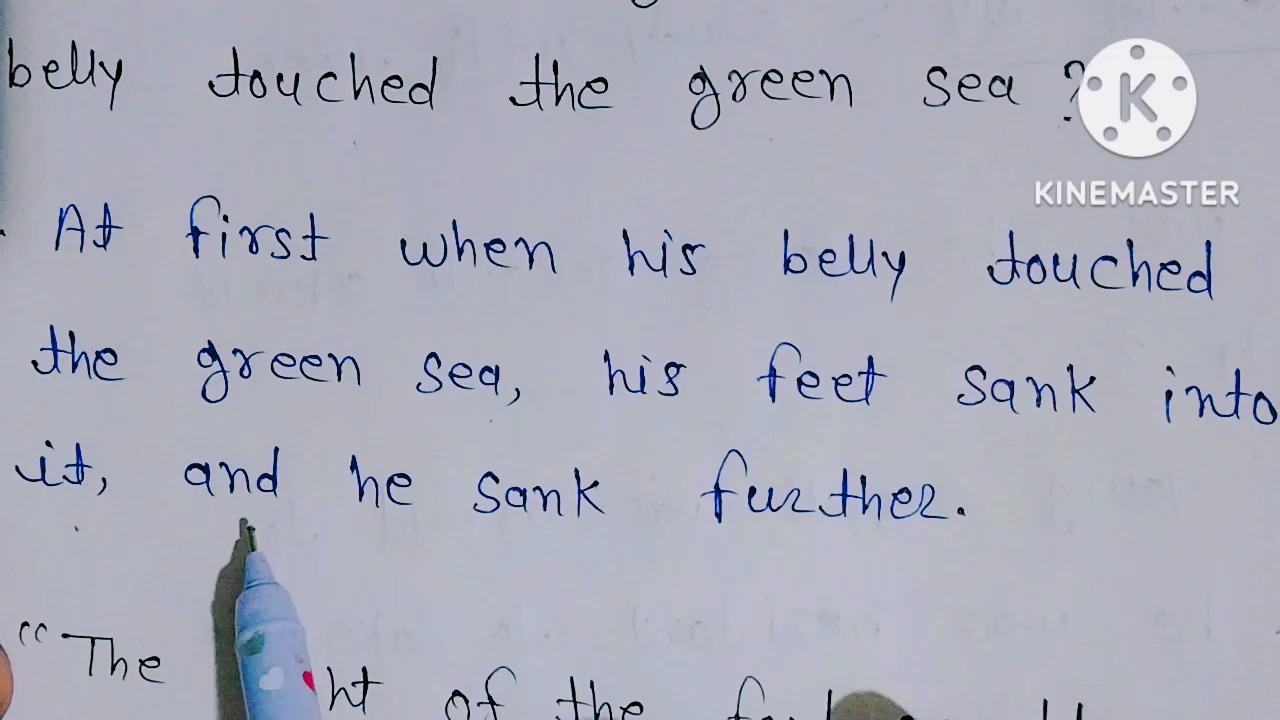 belly touched the green sea ?
K
KINEMASTER
At first when his belly touched
the green sea, his feet sank into
it, and he sank further.
"The ht of the